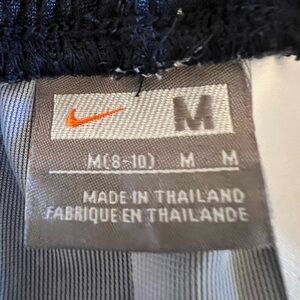 M
M(8-10) M M
MADE IN THAILAND
FABRIQUE EN THAILANDE